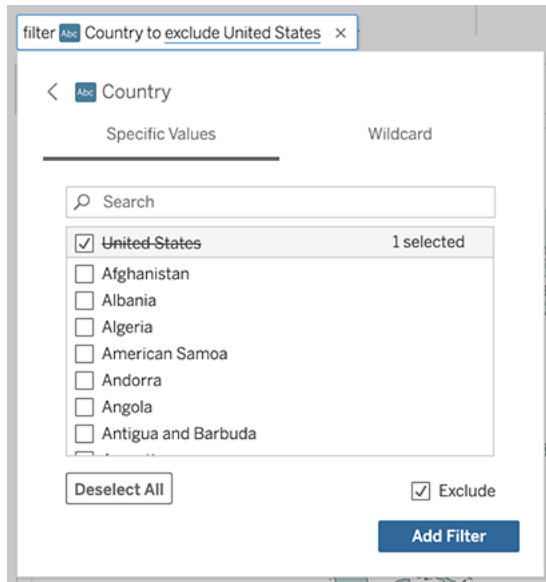 filter Abc Country to exclude United States ×
Abc Country
Specific Values Wildcard
Search
United States 1 selected
Afghanistan
Albania
Algeria
American Samoa
Andorra
Angola
Antigua and Barbuda
Deselect All Exclude
Add Filter